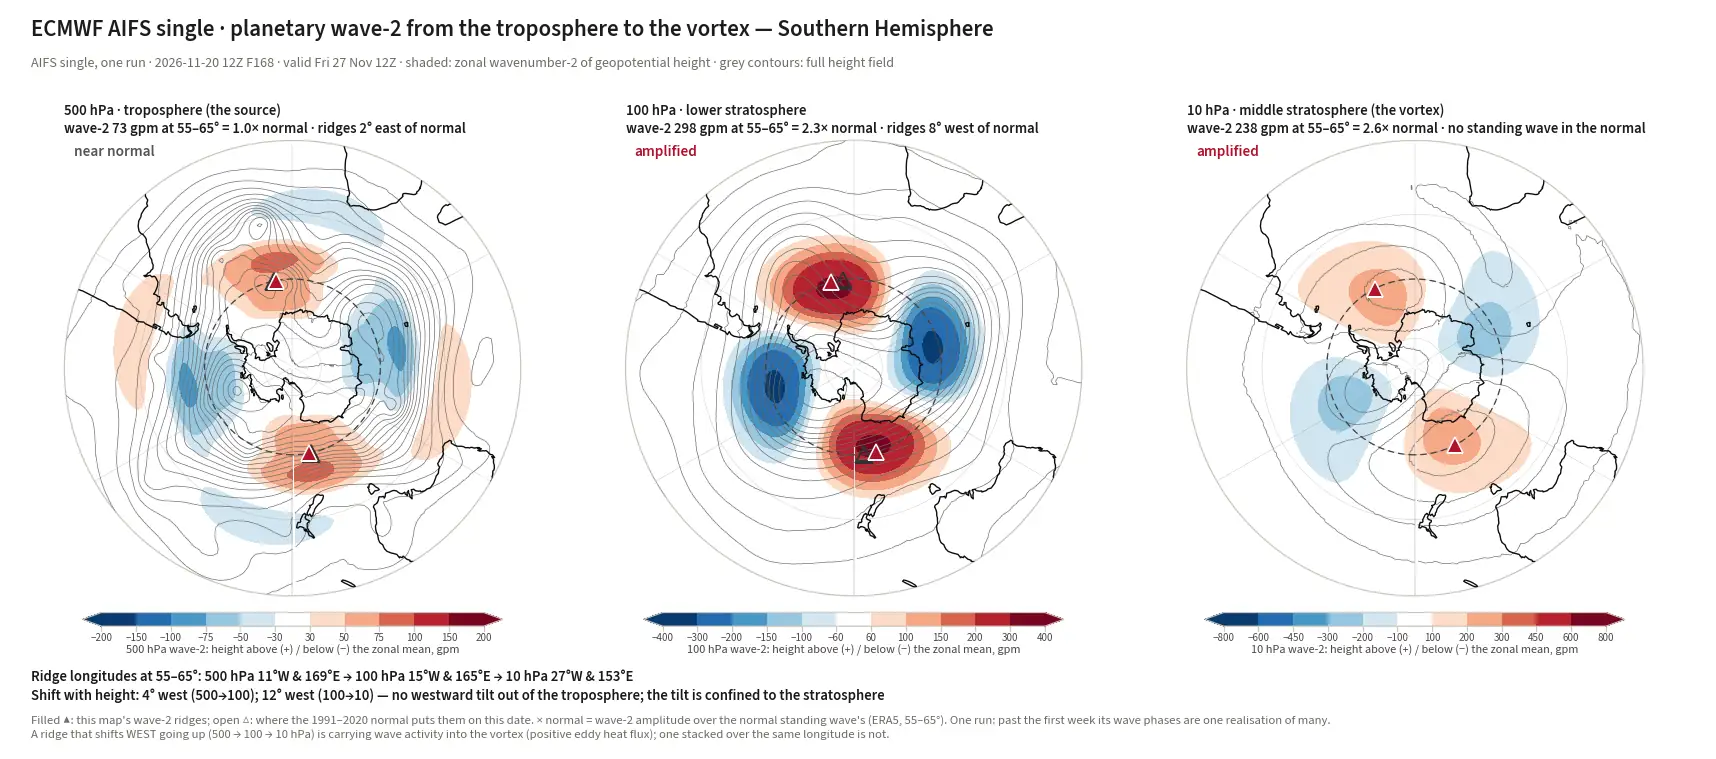 ECMWF AIFS single · planetary wave-2 from the troposphere to the vortex — Southern Hemisphere
AIFS single, one run · 2026-11-20 12Z F168 · valid Fri 27 Nov 12Z · shaded: zonal wavenumber-2 of geopotential height · grey contours: full height field
500 hPa · troposphere (the source)
wave-2 73 gpm at 55–65° = 1.0× normal · ridges 2° east of normal
near normal
100 hPa · lower stratosphere
wave-2 298 gpm at 55–65° = 2.3× normal · ridges 8° west of normal
amplified
10 hPa · middle stratosphere (the vortex)
wave-2 238 gpm at 55–65° = 2.6× normal · no standing wave in the normal
amplified
−200 −150 −100 −75 −50 −30 30 50 75 100 150 200
500 hPa wave-2: height above (+) / below (−) the zonal mean, gpm
−400 −300 −200 −150 −100 −60 60 100 150 200 300 400
100 hPa wave-2: height above (+) / below (−) the zonal mean, gpm
−800 −600 −450 −300 −200 −100 100 200 300 450 600 800
10 hPa wave-2: height above (+) / below (−) the zonal mean, gpm
Ridge longitudes at 55–65°: 500 hPa 11°W & 169°E → 100 hPa 15°W & 165°E → 10 hPa 27°W & 153°E
Shift with height: 4° west (500→100); 12° west (100→10) — no westward tilt out of the troposphere; the tilt is confined to the stratosphere
Filled ▲: this map's wave-2 ridges; open △: where the 1991–2020 normal puts them on this date. × normal = wave-2 amplitude over the normal standing wave's (ERA5, 55–65°). One run: past the first week its wave phases are one realisation of many.
A ridge that shifts WEST going up (500 → 100 → 10 hPa) is carrying wave activity into the vortex (positive eddy heat flux); one stacked over the same longitude is not.